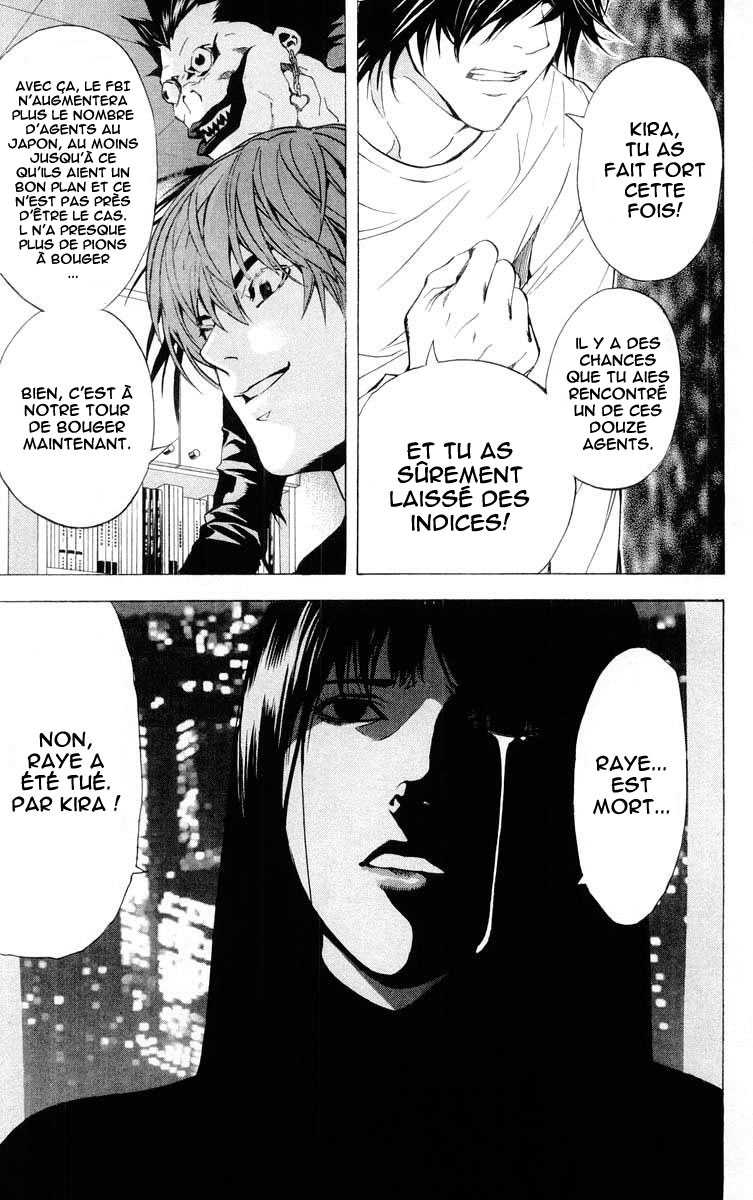 KIRA,
TU AS
FAIT FORT
CETTE
FOIS!
IL Y A DES
CHANCES
QUE TU AIES
RENCONTRÉ
UN DE CES
DOUZE
AGENTS.
ET TU AS
SÛREMENT
LAISSÉ DES
INDICES!
AVEC ÇA, LE FBI
N'AUGMENTERA
PLUS LE NOMBRE
D'AGENTS AU
JAPON, AU MOINS
JUSQU'À CE
QU'ILS AIENT UN
BON PLAN ET CE
N'EST PAS PRÈS
D'ÊTRE LE CAS.
L N'A PRESQUE
PLUS DE PIONS
À BOUGER
...
BIEN, C'EST À
NOTRE TOUR
DE BOUGER
MAINTENANT.
RAYE...
EST
MORT...
NON,
RAYE A
ÉTÉ TUÉ.
PAR KIRA !